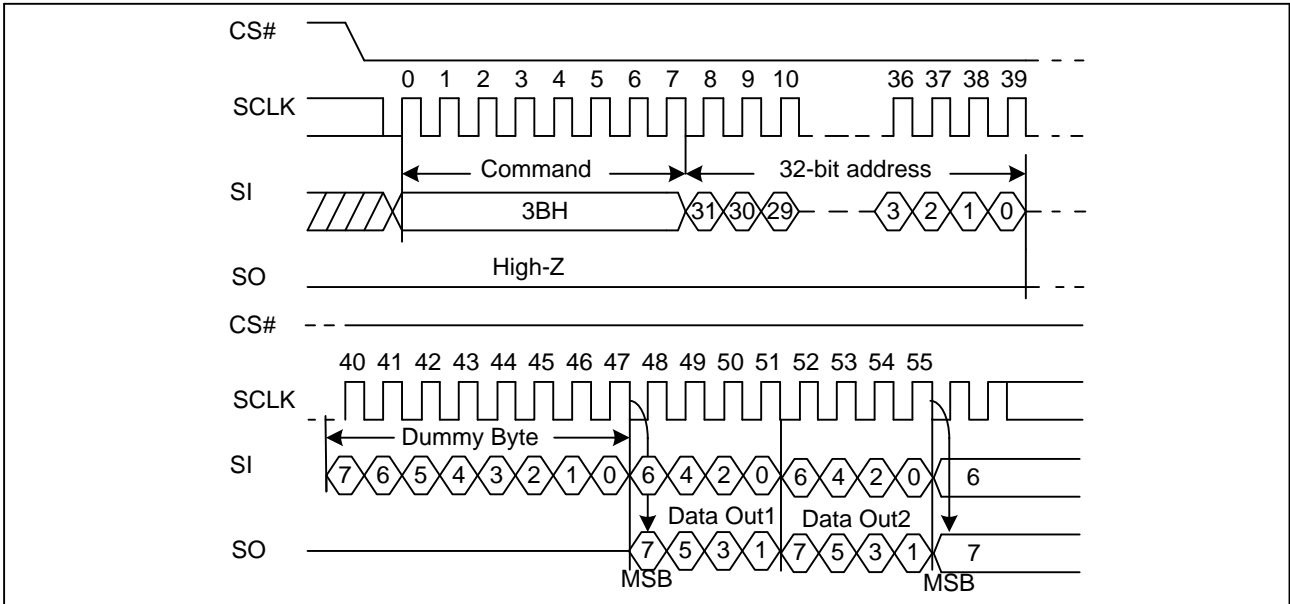 CS#
0 1 2 3 4 5 6 7 8 9 10 36 37 38 39
SCLK
Command 32-bit address
SI
3BH 31 30 29 3 2 1 0
High-Z
SO
CS#
40 41 42 43 44 45 46 47 48 49 50 51 52 53 54 55
SCLK
Dummy Byte
SI
7 6 5 4 3 2 1 0 6 4 2 0 6 4 2 0 6
Data Out1 Data Out2
SO
7 5 3 1 7 5 3 1 7
MSB MSB